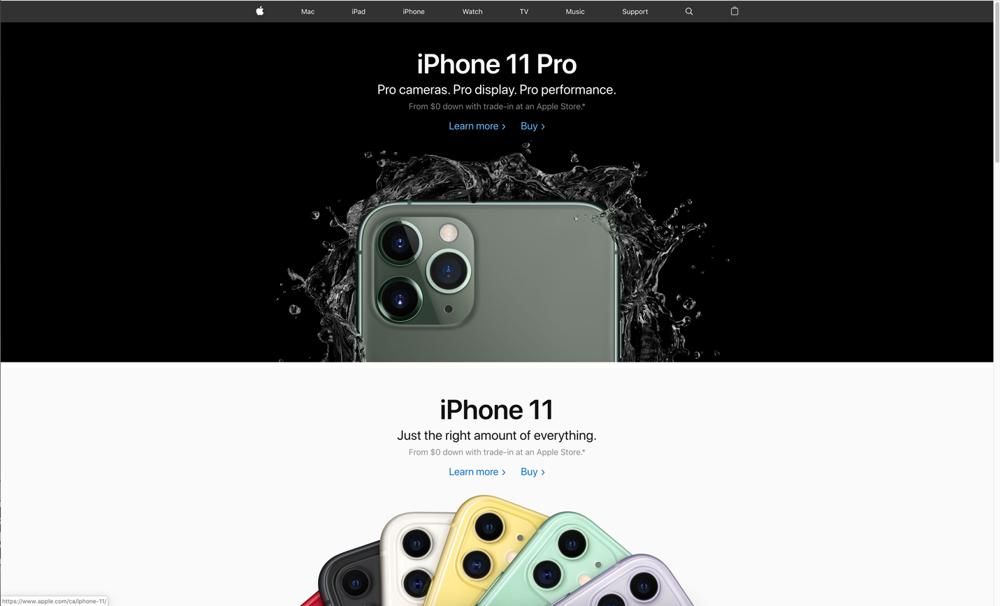 Mac iPad iPhone Watch TV Music Support
iPhone 11 Pro
Pro cameras. Pro display. Pro performance.
From $0 down with trade-in at an Apple Store.*
Learn more > Buy >
iPhone 11
Just the right amount of everything.
From $0 down with trade-in at an Apple Store.*
Learn more > Buy >
https://www.apple.com/ca/iphone-11/